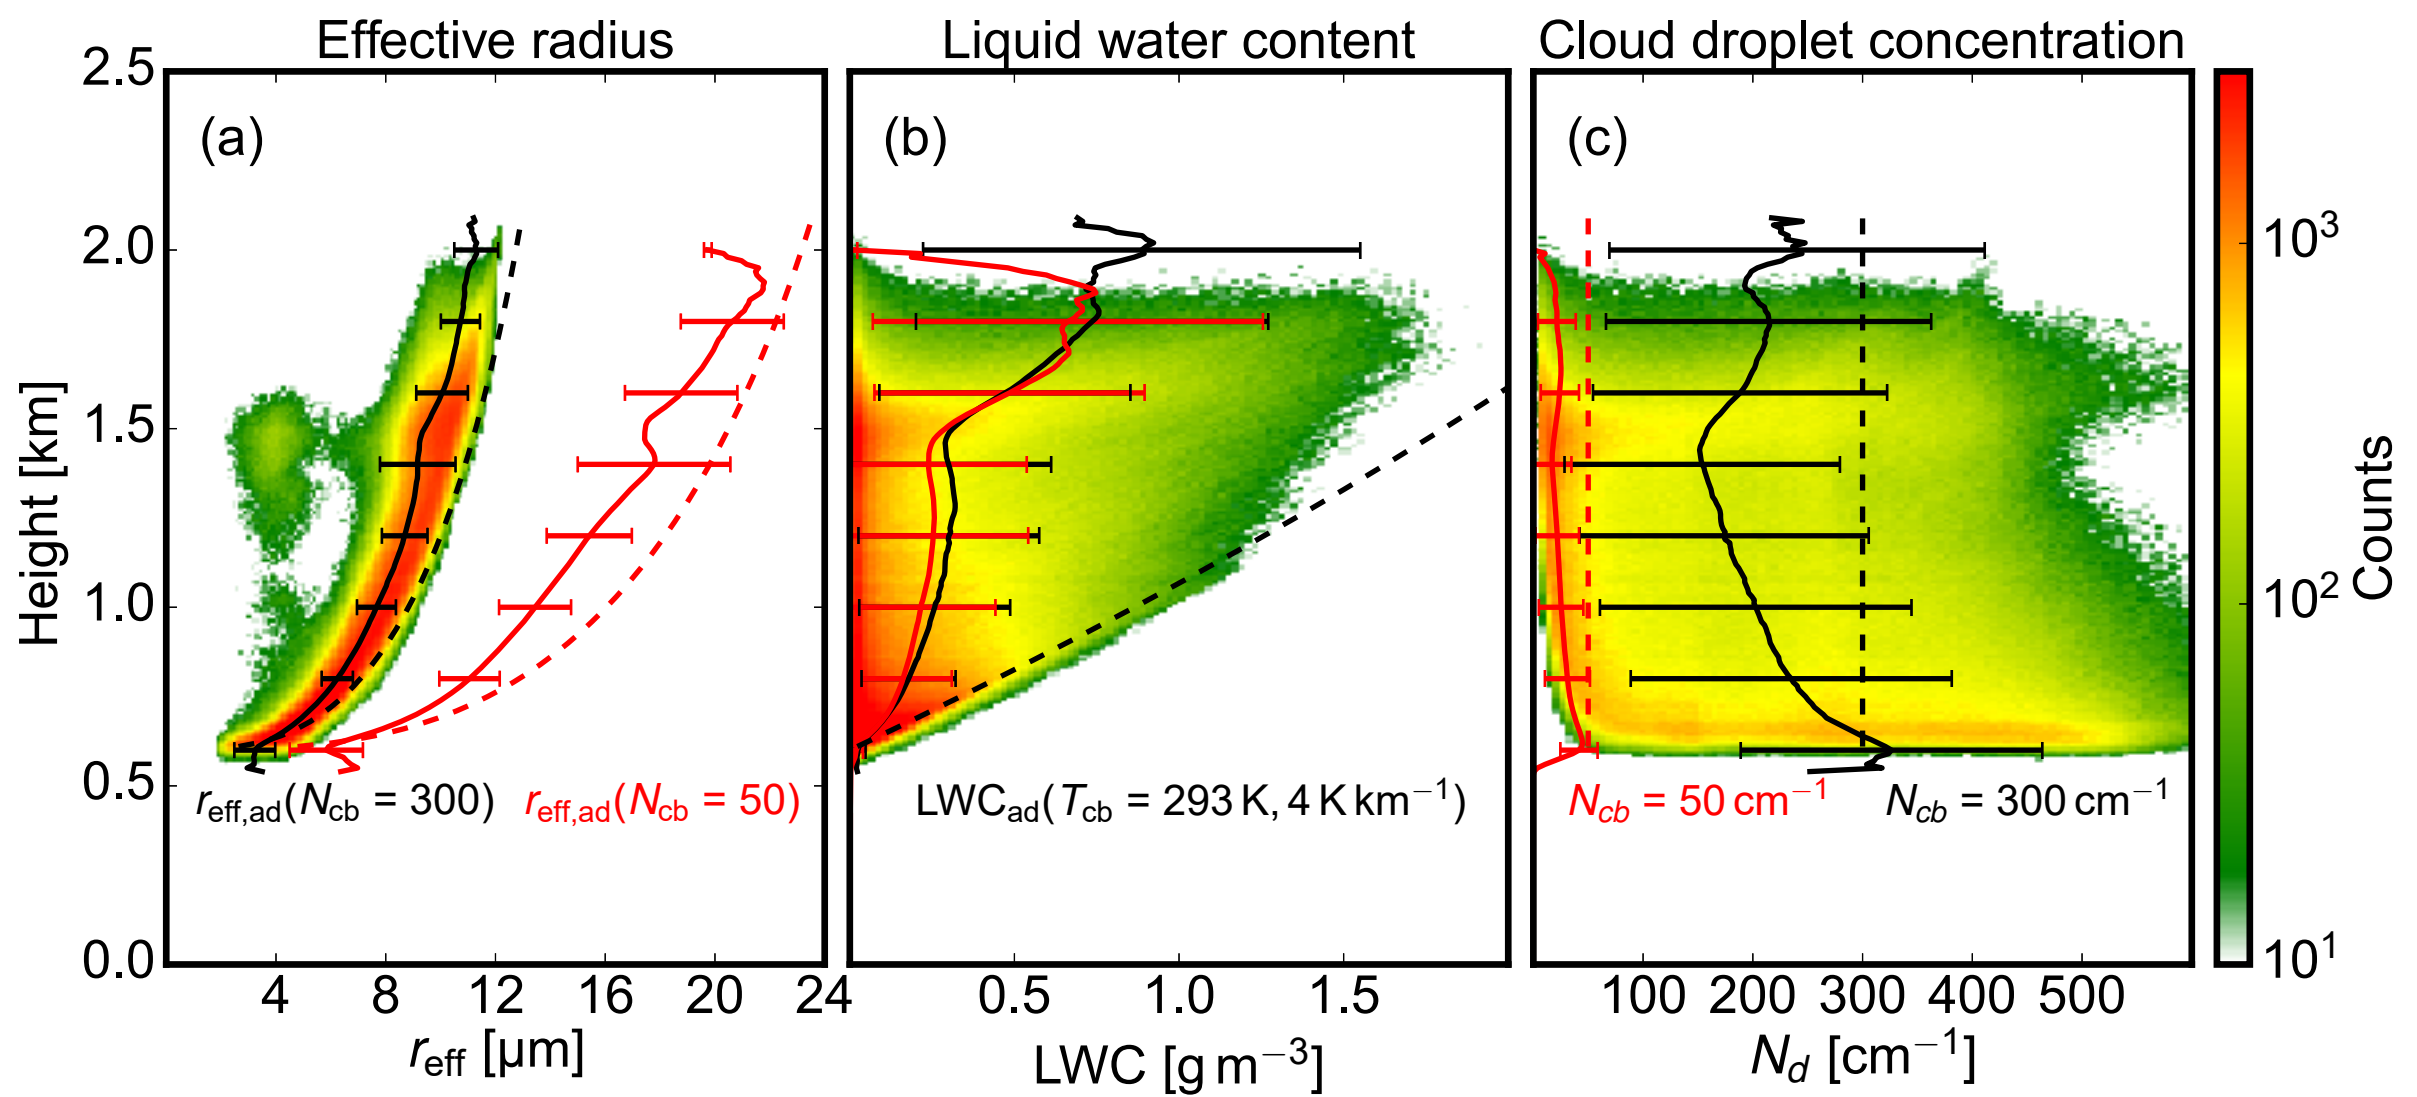 Effective radius
Liquid water content
Cloud droplet concentration
(a)
(b)
(c)
Height [km]
2.5
2.0
1.5
1.0
0.5
0.0
r_eff,ad(N_cb = 300)
r_eff,ad(N_cb = 50)
LWC_ad(T_cb = 293 K, 4 K km⁻¹)
N_cb = 50 cm⁻¹
N_cb = 300 cm⁻¹
4 8 12 16 20 24
0.5 1.0 1.5
100 200 300 400 500
r_eff [µm]
LWC [g m⁻³]
N_d [cm⁻¹]
10³
10²
10¹
Counts